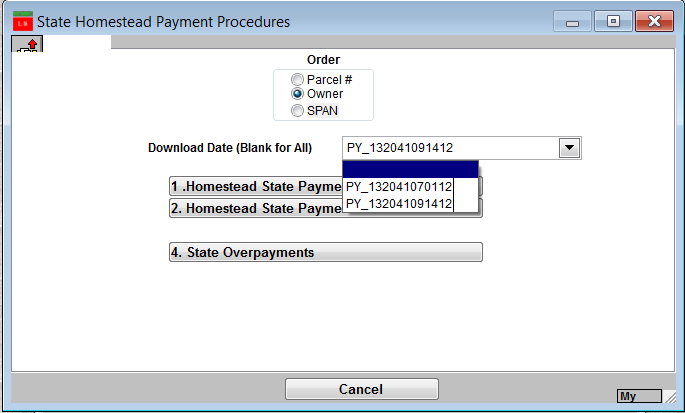 State Homestead Payment Procedures
Order
Parcel #
Owner
SPAN
Download Date (Blank for All)
PY_132041091412
PY_132041070112
PY_132041091412
1 .Homestead State Payme
2. Homestead State Payme
4. State Overpayments
Cancel
My